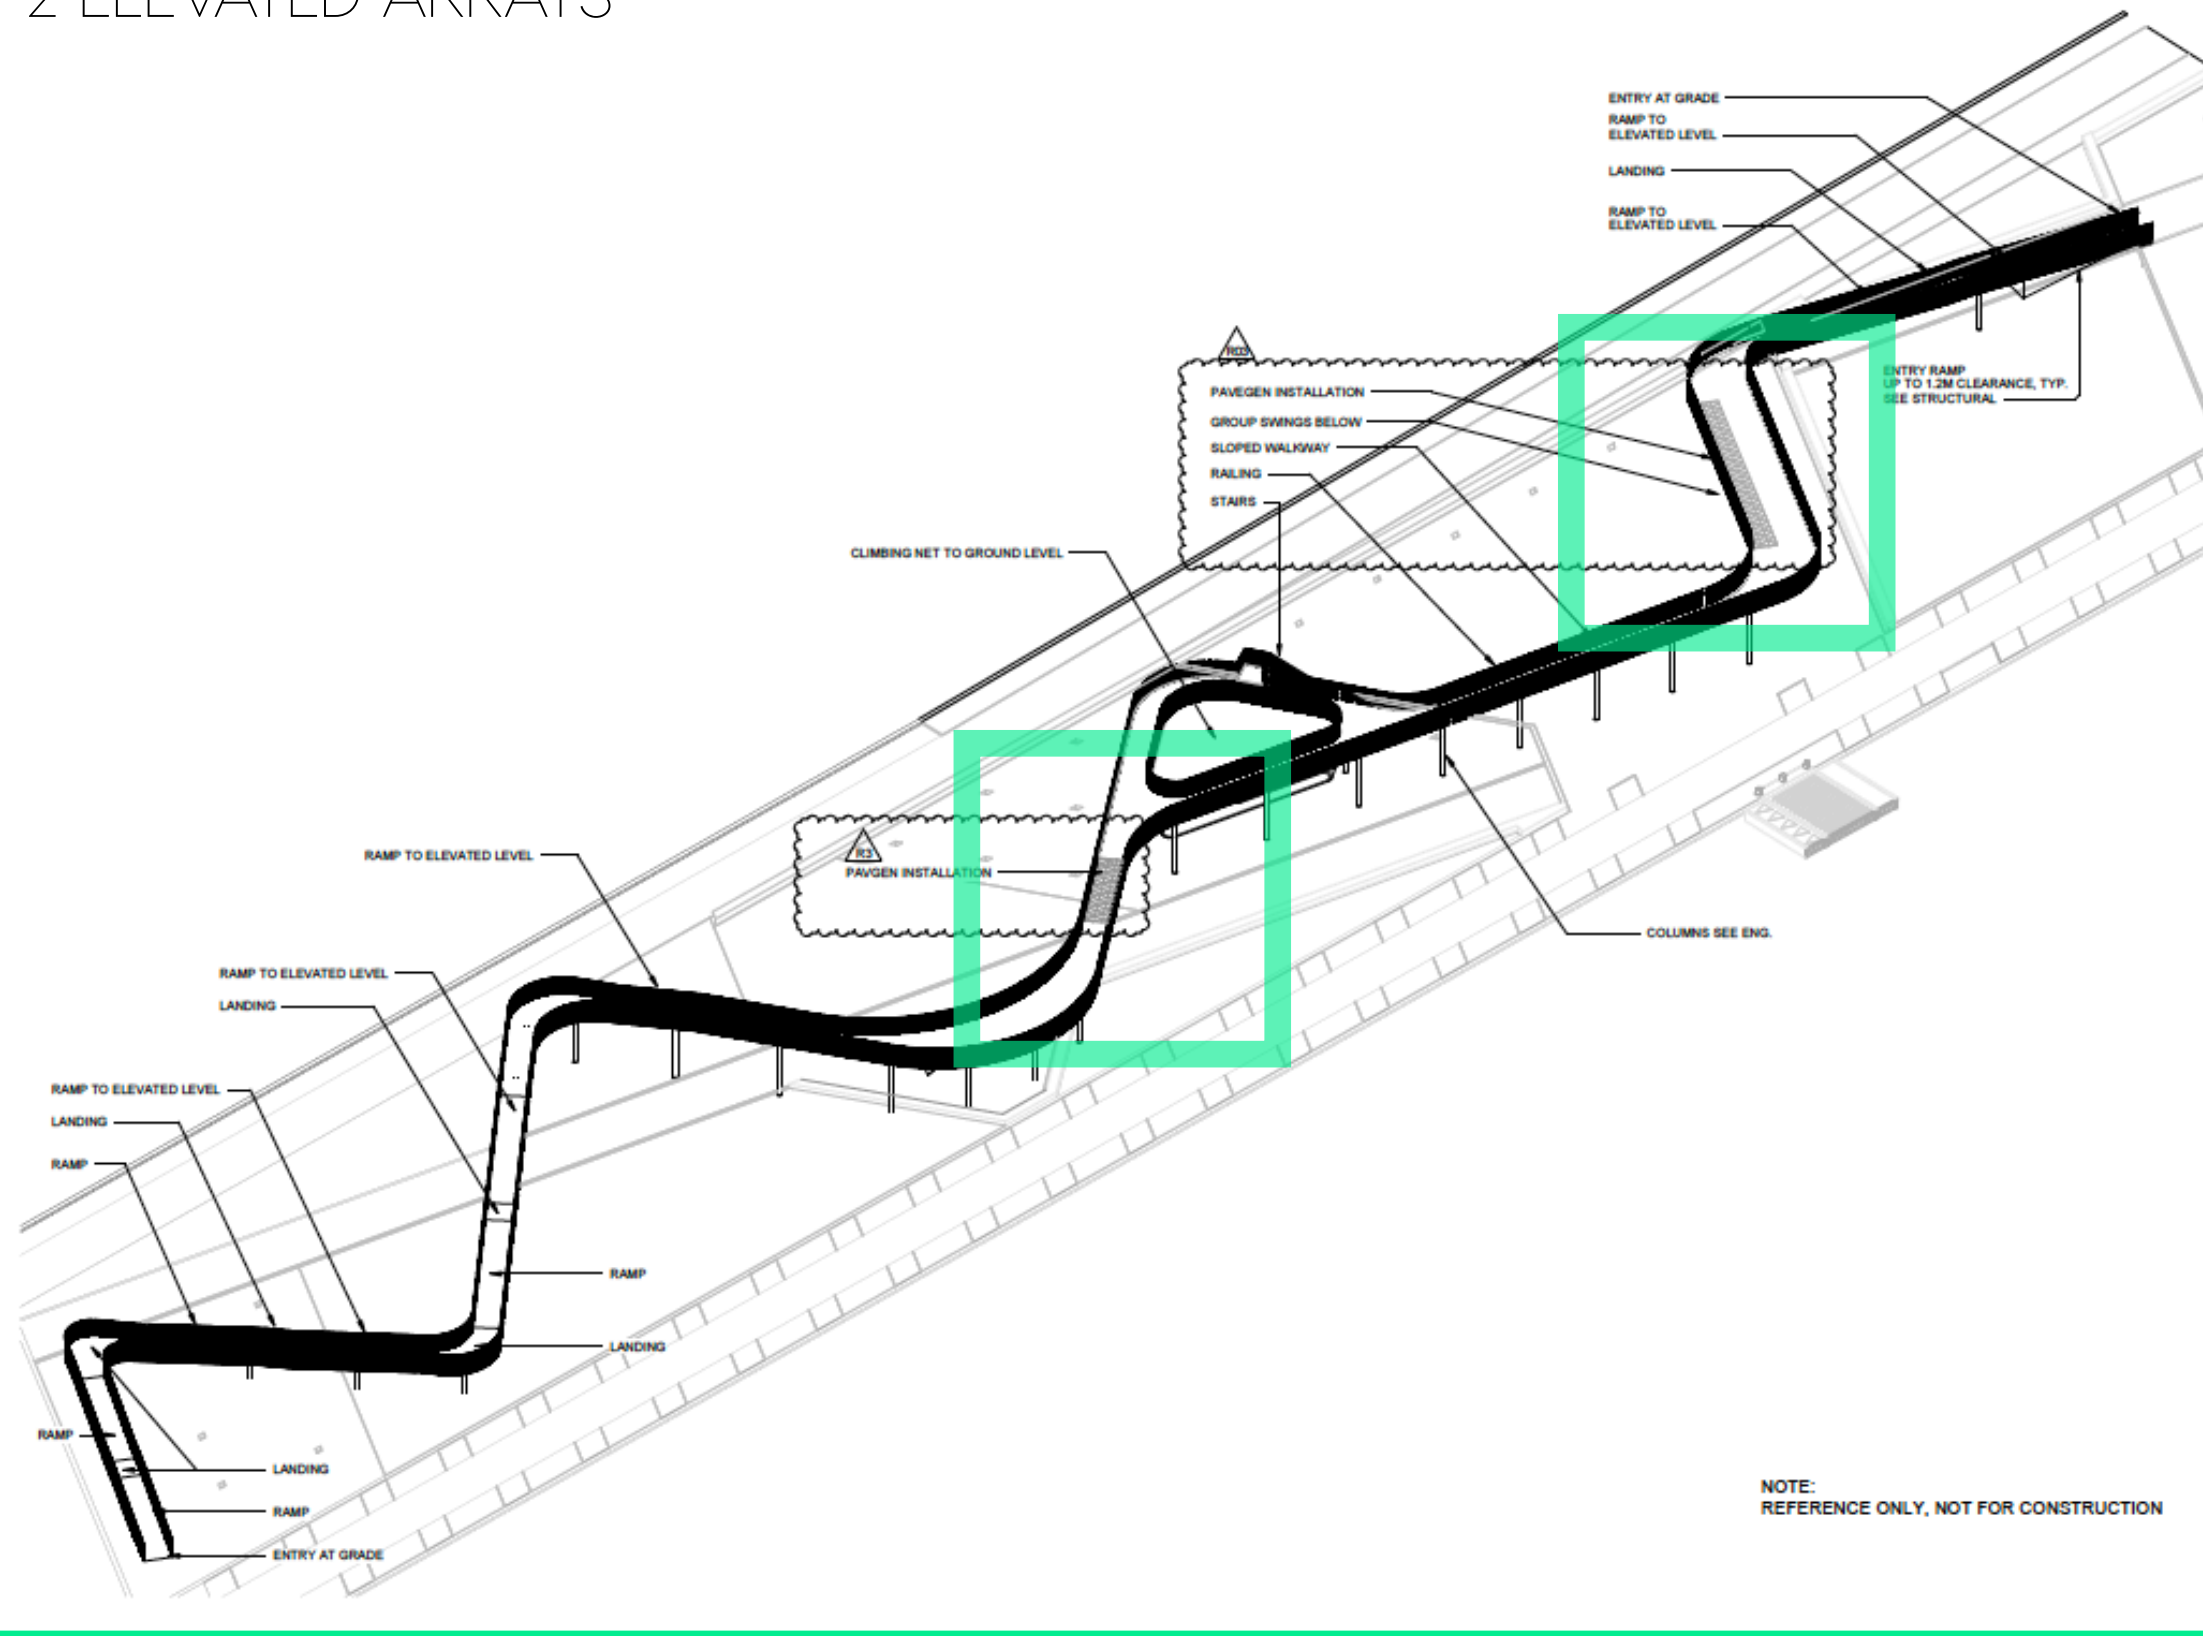 2 ELEVATED ARRAYS
ENTRY AT GRADE
RAMP TO
ELEVATED LEVEL
LANDING
RAMP TO
ELEVATED LEVEL
R03
PAVEGEN INSTALLATION
GROUP SWINGS BELOW
SLOPED WALKWAY
RAILING
STAIRS
ENTRY RAMP
UP TO 1.2M CLEARANCE, TYP.
SEE STRUCTURAL
CLIMBING NET TO GROUND LEVEL
RAMP TO ELEVATED LEVEL
R3
PAVGEN INSTALLATION
COLUMNS SEE ENG.
RAMP TO ELEVATED LEVEL
LANDING
RAMP TO ELEVATED LEVEL
LANDING
RAMP
RAMP
LANDING
RAMP
LANDING
RAMP
ENTRY AT GRADE
NOTE:
REFERENCE ONLY, NOT FOR CONSTRUCTION